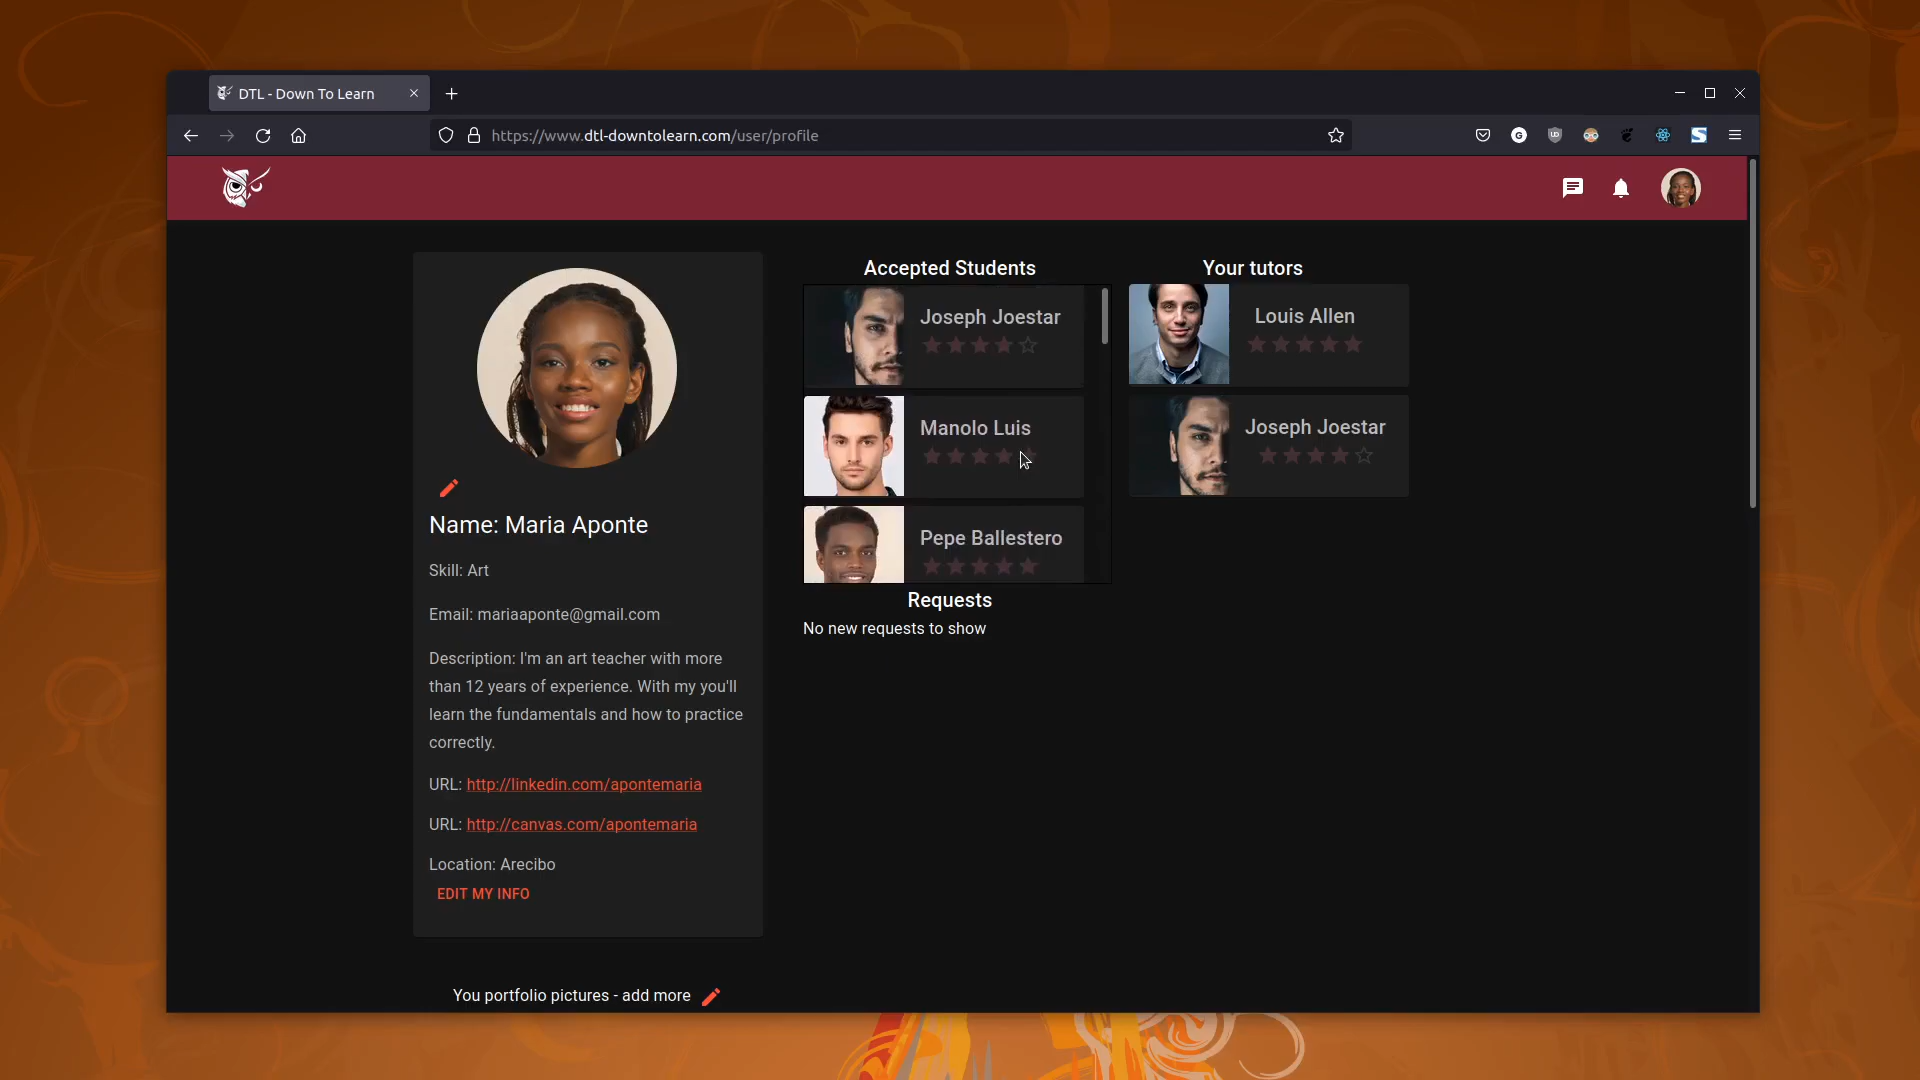 DTL - Down To Learn
https://www.dtl-downtolearn.com/user/profile
Name: Maria Aponte
Skill: Art
Email: mariaaponte@gmail.com
Description: I'm an art teacher with more
than 12 years of experience. With my you'll
learn the fundamentals and how to practice
correctly.
URL: http://linkedin.com/apontemaria
URL: http://canvas.com/apontemaria
Location: Arecibo
EDIT MY INFO
You portfolio pictures - add more
Accepted Students
Joseph Joestar
Manolo Luis
Pepe Ballestero
Requests
No new requests to show
Your tutors
Louis Allen
Joseph Joestar